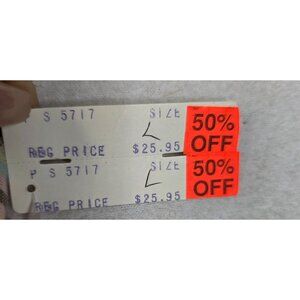 S 5717 SIZE
L
REG PRICE $25.95
50%
OFF
P S 5717 SIZE
L
REG PRICE $25.95
50%
OFF